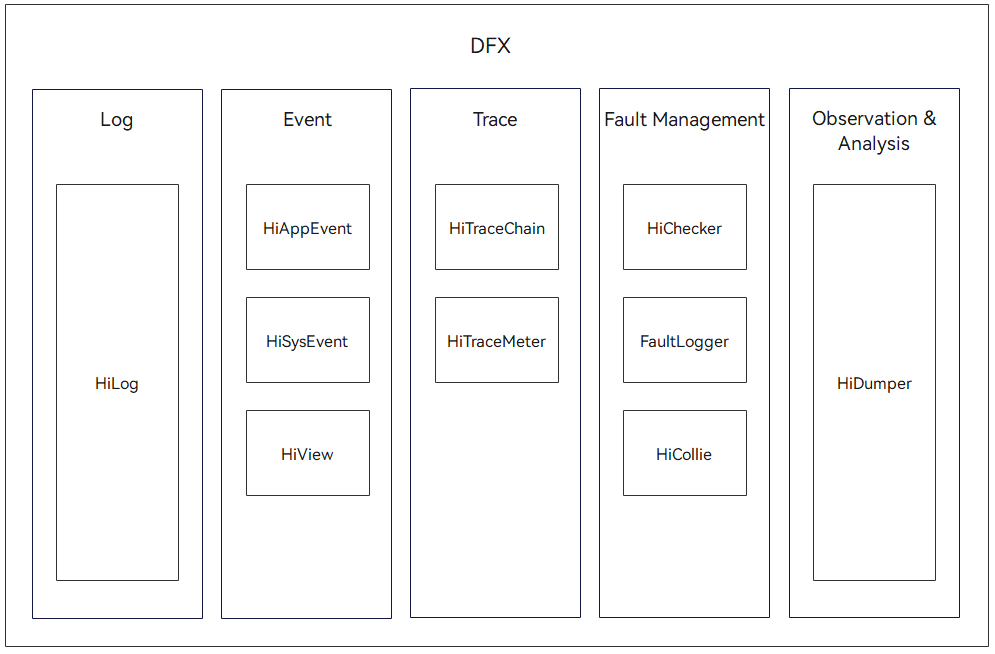 DFX
Log
HiLog
Event
HiAppEvent
HiSysEvent
HiView
Trace
HiTraceChain
HiTraceMeter
Fault Management
HiChecker
FaultLogger
HiCollie
Observation &
Analysis
HiDumper